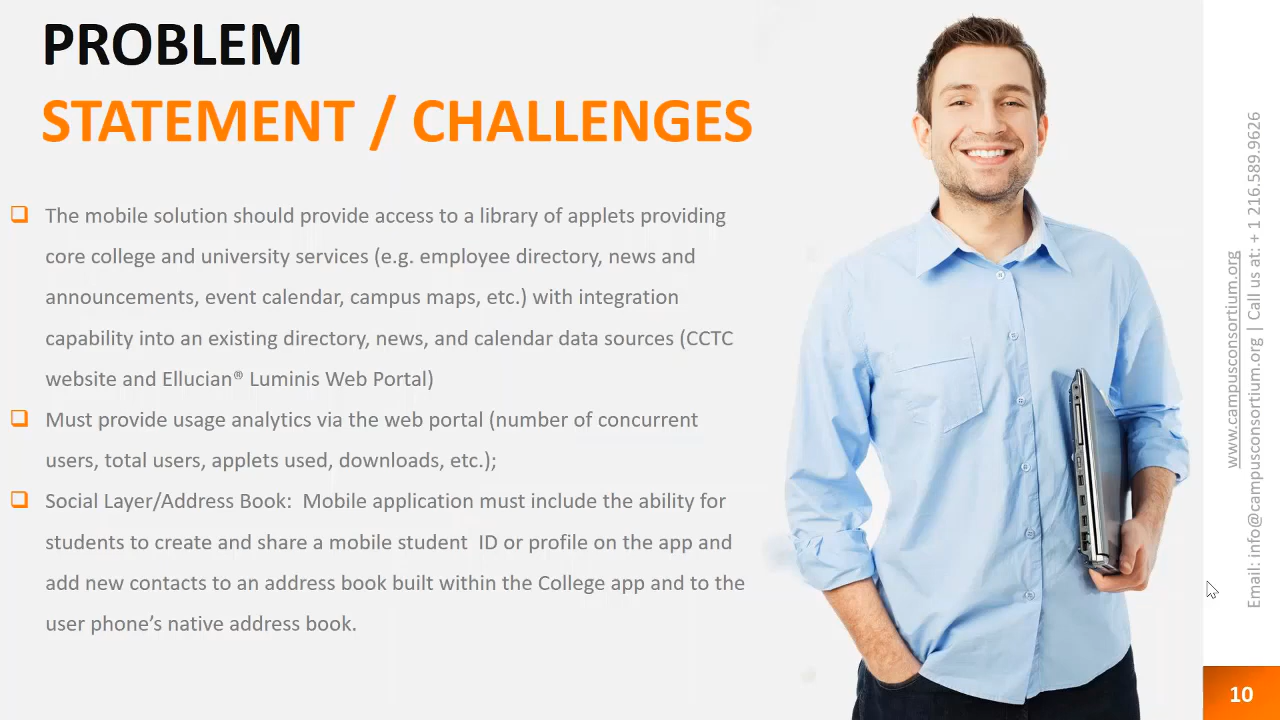 PROBLEM
STATEMENT / CHALLENGES
The mobile solution should provide access to a library of applets providing
core college and university services (e.g. employee directory, news and
announcements, event calendar, campus maps, etc.) with integration
capability into an existing directory, news, and calendar data sources (CCTC
website and Ellucian® Luminis Web Portal)
Must provide usage analytics via the web portal (number of concurrent
users, total users, applets used, downloads, etc.);
Social Layer/Address Book:  Mobile application must include the ability for
students to create and share a mobile student  ID or profile on the app and
add new contacts to an address book built within the College app and to the
user phone’s native address book.
www.campusconsortium.org
Email: info@campusconsortium.org | Call us at: + 1 216.589.9626
10